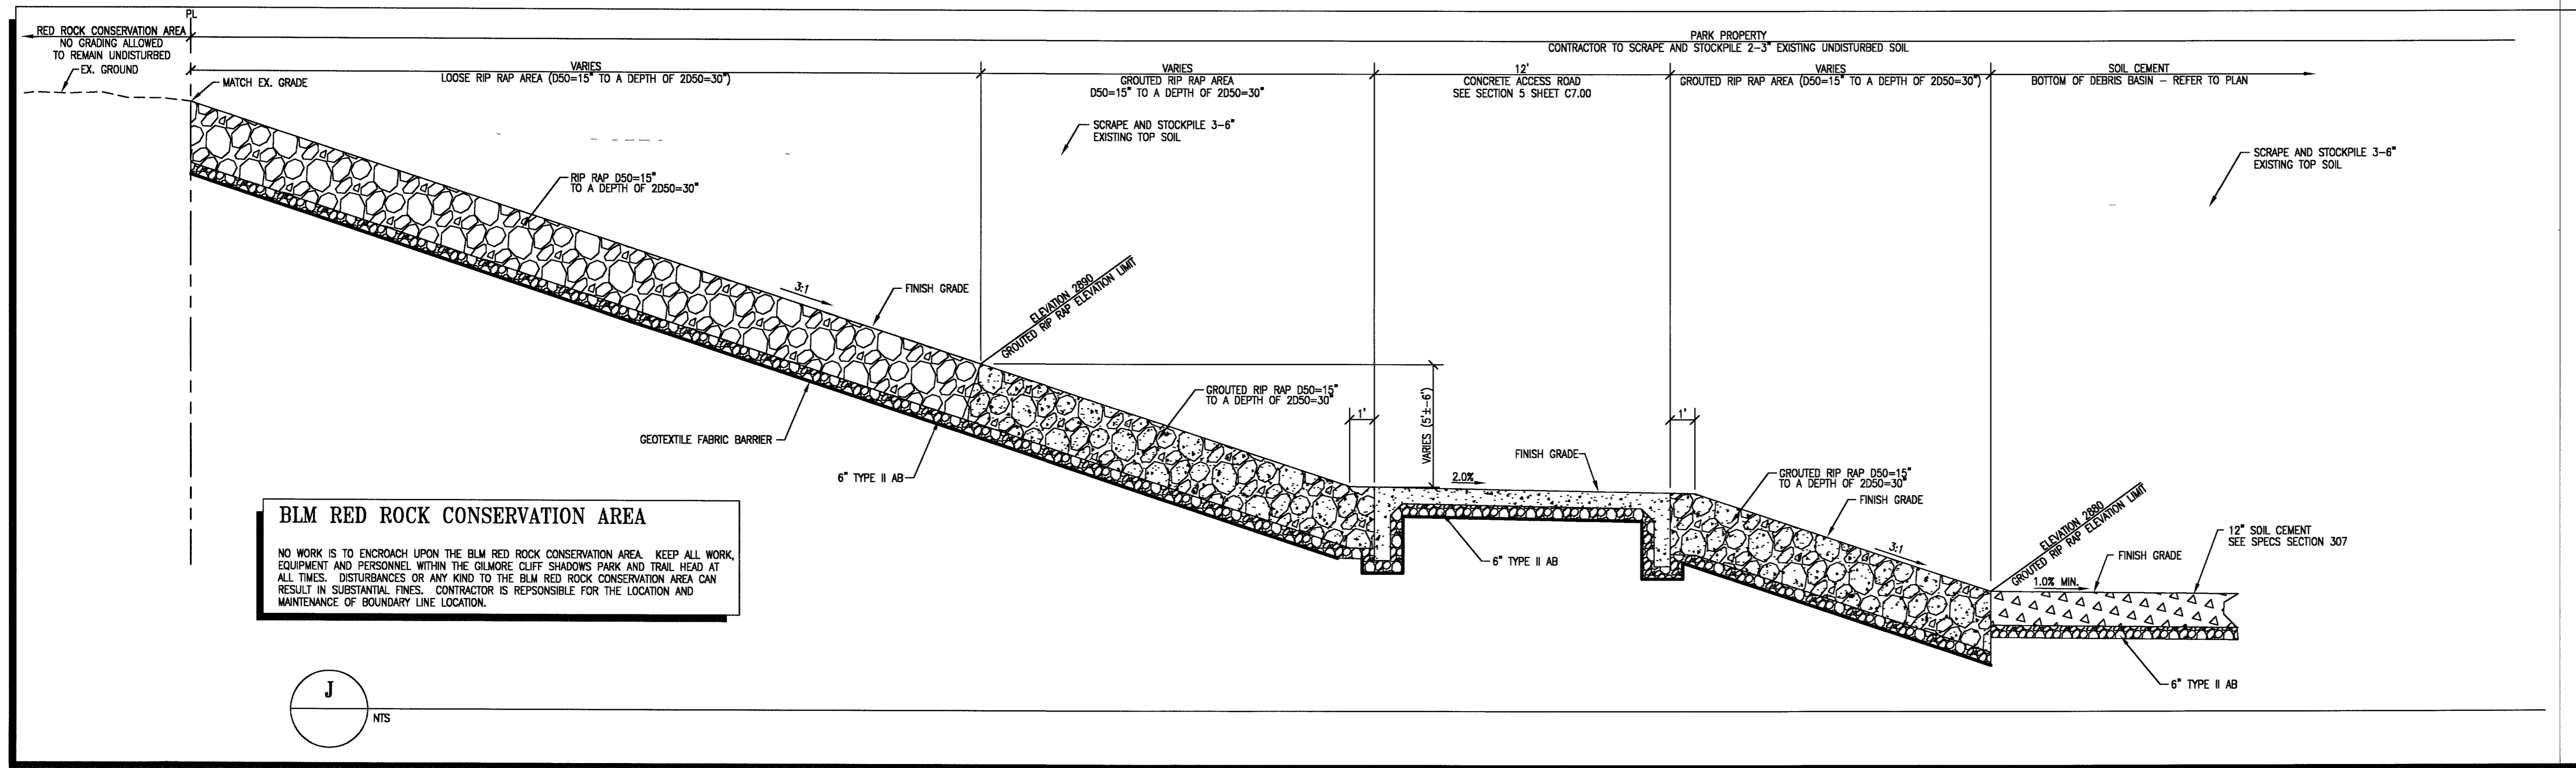 PL
RED ROCK CONSERVATION AREA
NO GRADING ALLOWED
TO REMAIN UNDISTURBED
EX. GROUND
MATCH EX. GRADE
PARK PROPERTY
CONTRACTOR TO SCRAPE AND STOCKPILE 2-3" EXISTING UNDISTURBED SOIL
VARIES
LOOSE RIP RAP AREA (D50=15" TO A DEPTH OF 2D50=30")
VARIES
GROUTED RIP RAP AREA
D50=15" TO A DEPTH OF 2D50=30"
12'
CONCRETE ACCESS ROAD
SEE SECTION 5 SHEET C7.00
VARIES
GROUTED RIP RAP AREA (D50=15" TO A DEPTH OF 2D50=30")
SOIL CEMENT
BOTTOM OF DEBRIS BASIN - REFER TO PLAN
SCRAPE AND STOCKPILE 3-6"
EXISTING TOP SOIL
SCRAPE AND STOCKPILE 3-6"
EXISTING TOP SOIL
RIP RAP D50=15"
TO A DEPTH OF 2D50=30"
3:1
FINISH GRADE
ELEVATION 2890
GROUTED RIP RAP ELEVATION LIMIT
GROUTED RIP RAP D50=15"
TO A DEPTH OF 2D50=30"
1'
VARIES (5'±-6')
2.0%
FINISH GRADE
1'
GROUTED RIP RAP D50=15"
TO A DEPTH OF 2D50=30"
FINISH GRADE
3:1
ELEVATION 2880
GROUTED RIP RAP ELEVATION LIMIT
1.0% MIN.
FINISH GRADE
12" SOIL CEMENT
SEE SPECS SECTION 307
GEOTEXTILE FABRIC BARRIER
6" TYPE II AB
6" TYPE II AB
6" TYPE II AB
BLM RED ROCK CONSERVATION AREA
NO WORK IS TO ENCROACH UPON THE BLM RED ROCK CONSERVATION AREA. KEEP ALL WORK,
EQUIPMENT AND PERSONNEL WITHIN THE GILMORE CLIFF SHADOWS PARK AND TRAIL HEAD AT
ALL TIMES. DISTURBANCES OR ANY KIND TO THE BLM RED ROCK CONSERVATION AREA CAN
RESULT IN SUBSTANTIAL FINES. CONTRACTOR IS REPSONSIBLE FOR THE LOCATION AND
MAINTENANCE OF BOUNDARY LINE LOCATION.
J
NTS